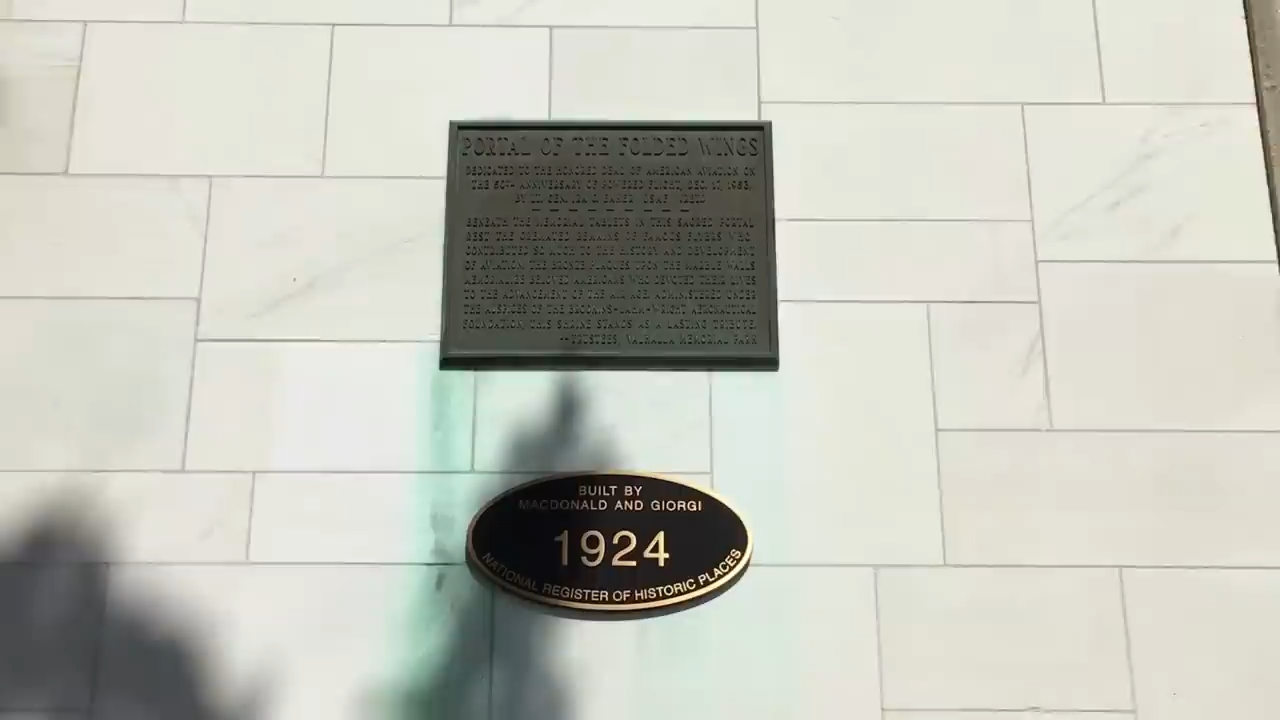 PORTAL OF THE FOLDED WINGS
DEDICATED TO THE HONORED DEAD OF AMERICAN AVIATION ON
THE 50TH ANNIVERSARY OF POWERED FLIGHT, DEC. 17, 1953,
BY LT. GEN. IRA C. EAKER USAF
BENEATH THE MEMORIAL TABLETS IN THIS SACRED PORTAL
REST THE CREMATED REMAINS OF FAMOUS FLYERS WHO
CONTRIBUTED SO MUCH TO THE HISTORY AND DEVELOPMENT
OF AVIATION. THE BRONZE PLAQUES UPON THE MARBLE WALLS
MEMORIALIZE BELOVED AMERICANS WHO DEVOTED THEIR LIVES
TO THE ADVANCEMENT OF THE AIR AGE. ADMINISTERED UNDER
THE AUSPICES OF THE BROOKINS-LAHM-WRIGHT AERONAUTICAL
FOUNDATION, THIS SHRINE STANDS AS A LASTING TRIBUTE.
--TRUSTEES, VALHALLA MEMORIAL PARK
BUILT BY
MACDONALD AND GIORGI
1924
NATIONAL REGISTER OF HISTORIC PLACES